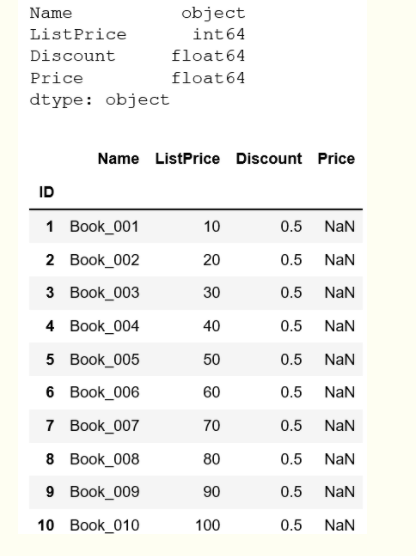 Name object
ListPrice int64
Discount float64
Price float64
dtype: object
Name ListPrice Discount Price
ID
1 Book_001 10 0.5 NaN
2 Book_002 20 0.5 NaN
3 Book_003 30 0.5 NaN
4 Book_004 40 0.5 NaN
5 Book_005 50 0.5 NaN
6 Book_006 60 0.5 NaN
7 Book_007 70 0.5 NaN
8 Book_008 80 0.5 NaN
9 Book_009 90 0.5 NaN
10 Book_010 100 0.5 NaN